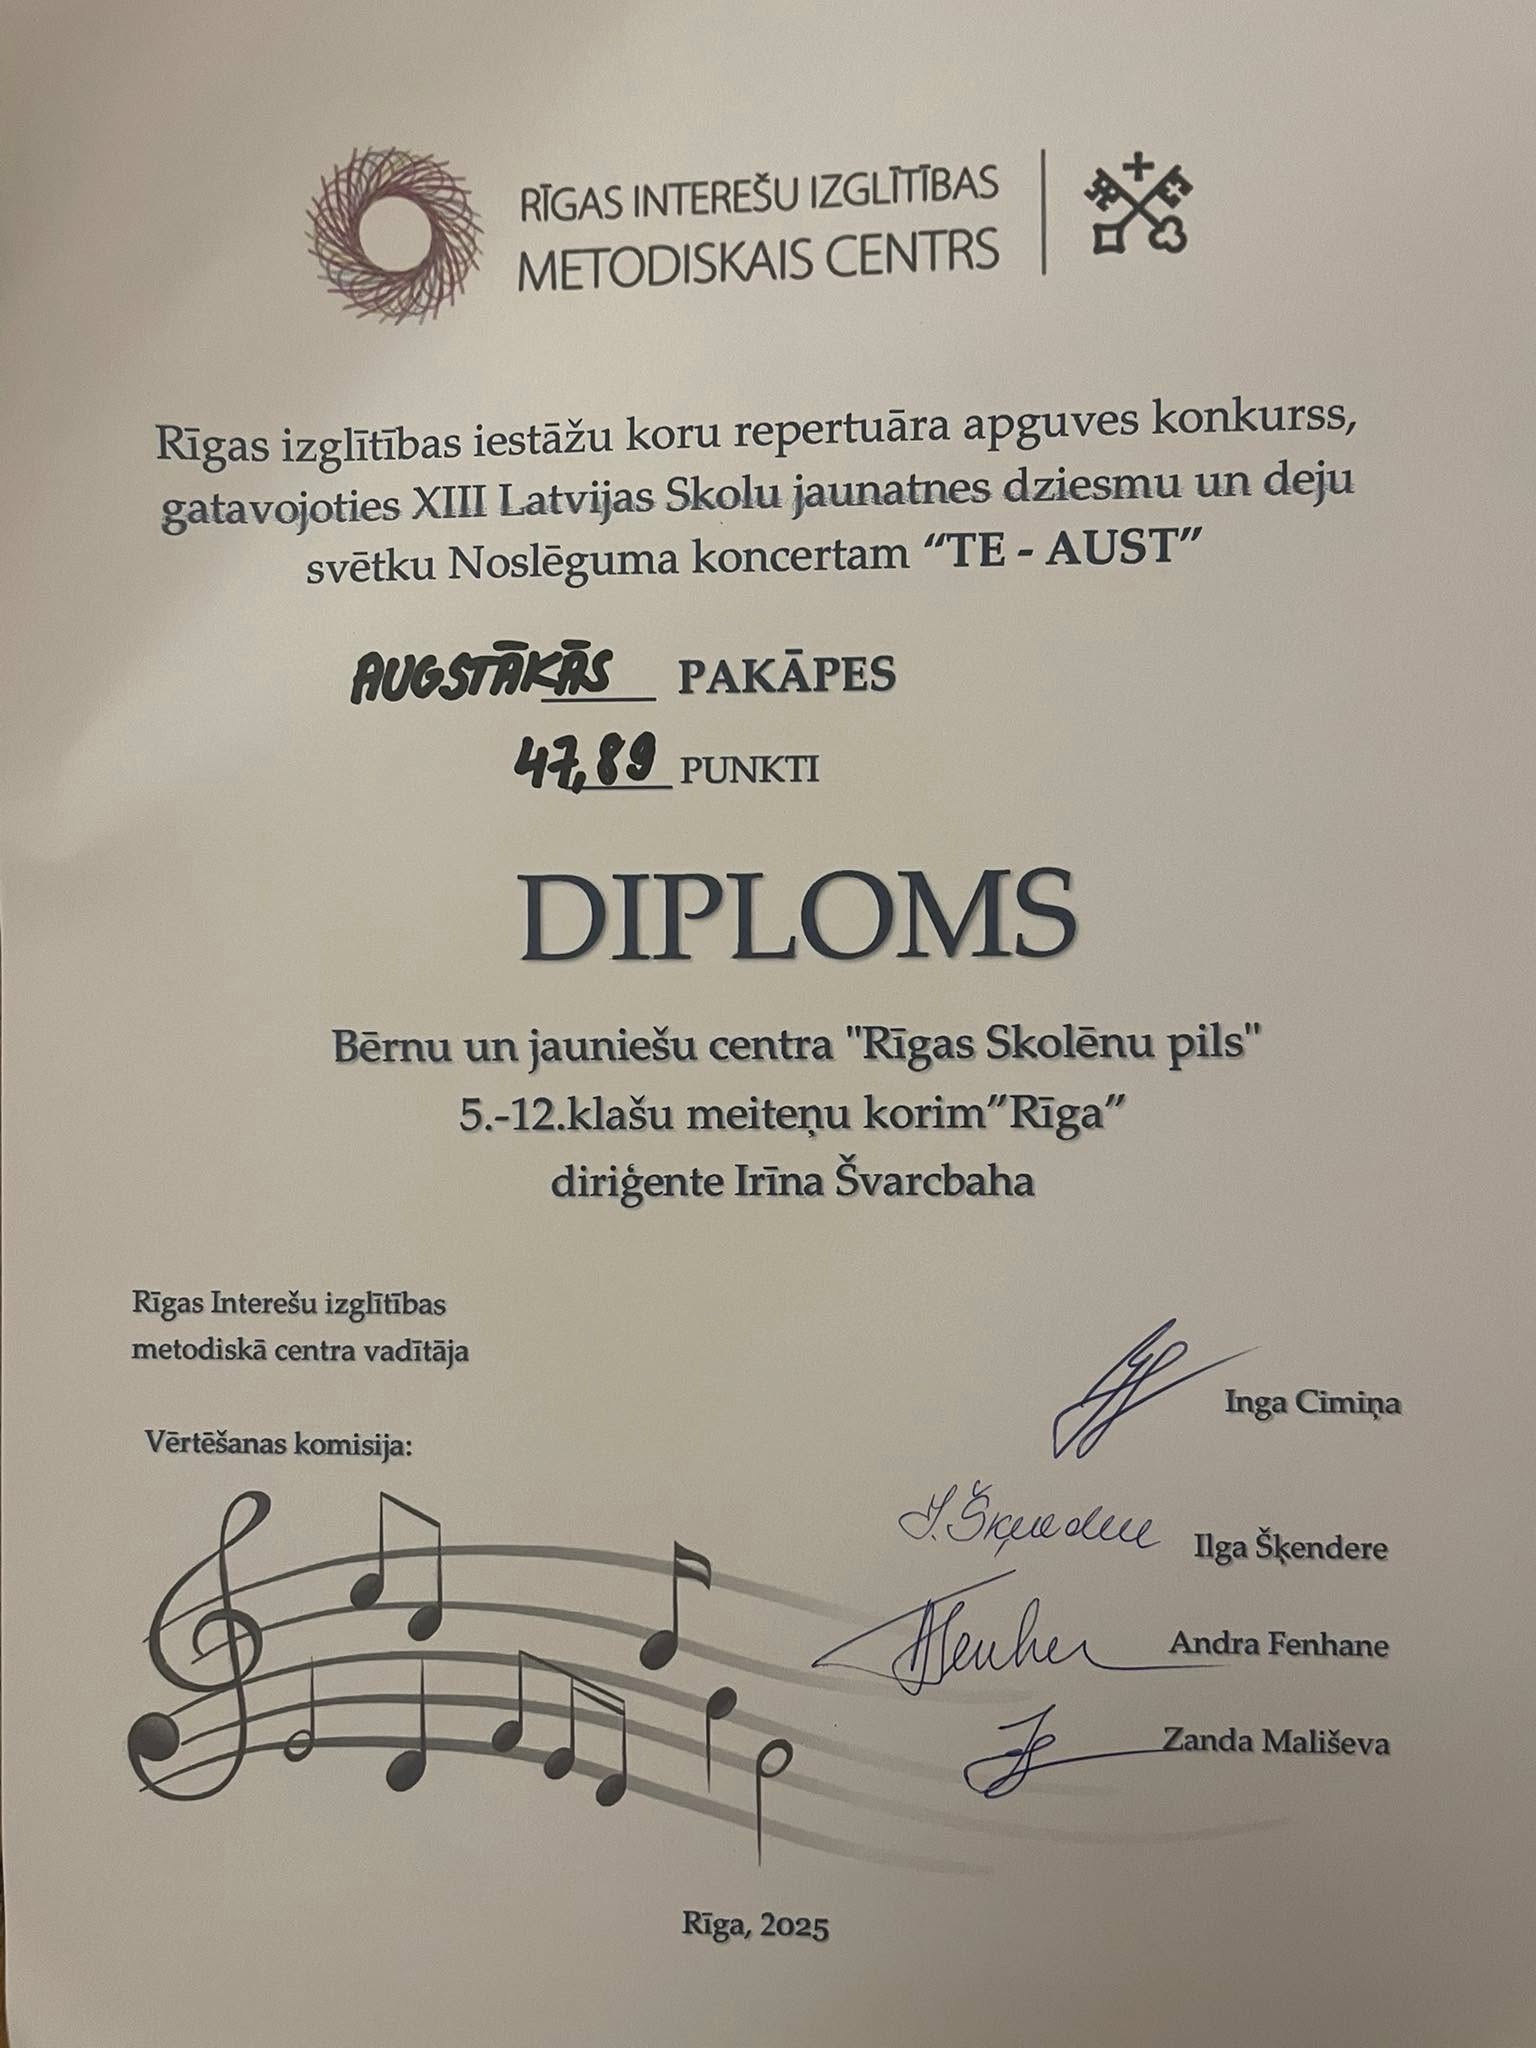 RĪGAS INTEREŠU IZGLĪTĪBAS
METODISKAIS CENTRS
Rīgas izglītības iestāžu koru repertuāra apguves konkurss,
gatavojoties XIII Latvijas Skolu jaunatnes dziesmu un deju
svētku Noslēguma koncertam “TE - AUST”
AUGSTĀKĀS PAKĀPES
47,89 PUNKTI
DIPLOMS
Bērnu un jauniešu centra "Rīgas Skolēnu pils"
5.-12.klašu meiteņu korim”Rīga”
diriģente Irīna Švarcbaha
Rīgas Interešu izglītības
metodiskā centra vadītāja
Inga Cimiņa
Vērtēšanas komisija:
I. Šķendere Ilga Šķendere
Andra Fenhane
Zanda Mališeva
Rīga, 2025